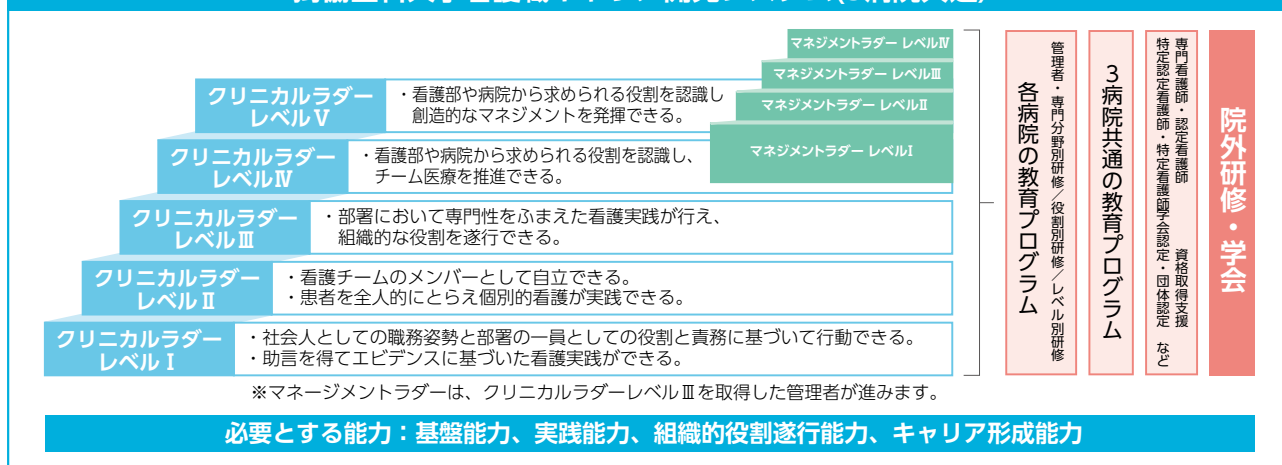 マネジメントラダー レベルⅣ
マネジメントラダー レベルⅢ
マネジメントラダー レベルⅡ
マネジメントラダー レベルⅠ
クリニカルラダー
レベルⅤ
・看護部や病院から求められる役割を認識し
創造的なマネジメントを発揮できる。
クリニカルラダー
レベルⅣ
・看護部や病院から求められる役割を認識し、
チーム医療を推進できる。
クリニカルラダー
レベルⅢ
・部署において専門性をふまえた看護実践が行え、
組織的な役割を遂行できる。
クリニカルラダー
レベルⅡ
・看護チームのメンバーとして自立できる。
・患者を全人的にとらえ個別的看護が実践できる。
クリニカルラダー
レベルⅠ
・社会人としての職務姿勢と部署の一員としての役割と責務に基づいて行動できる。
・助言を得てエビデンスに基づいた看護実践ができる。
※マネージメントラダーは、クリニカルラダーレベルⅢを取得した管理者が進みます。
管理者・専門分野別研修/役割別研修/レベル別研修
各病院の教育プログラム
3病院共通の教育プログラム
専門看護師・認定看護師
特定認定看護師・特定看護師学会認定・団体認定 など
資格取得支援
院外研修・学会
必要とする能力:基盤能力、実践能力、組織的役割遂行能力、キャリア形成能力